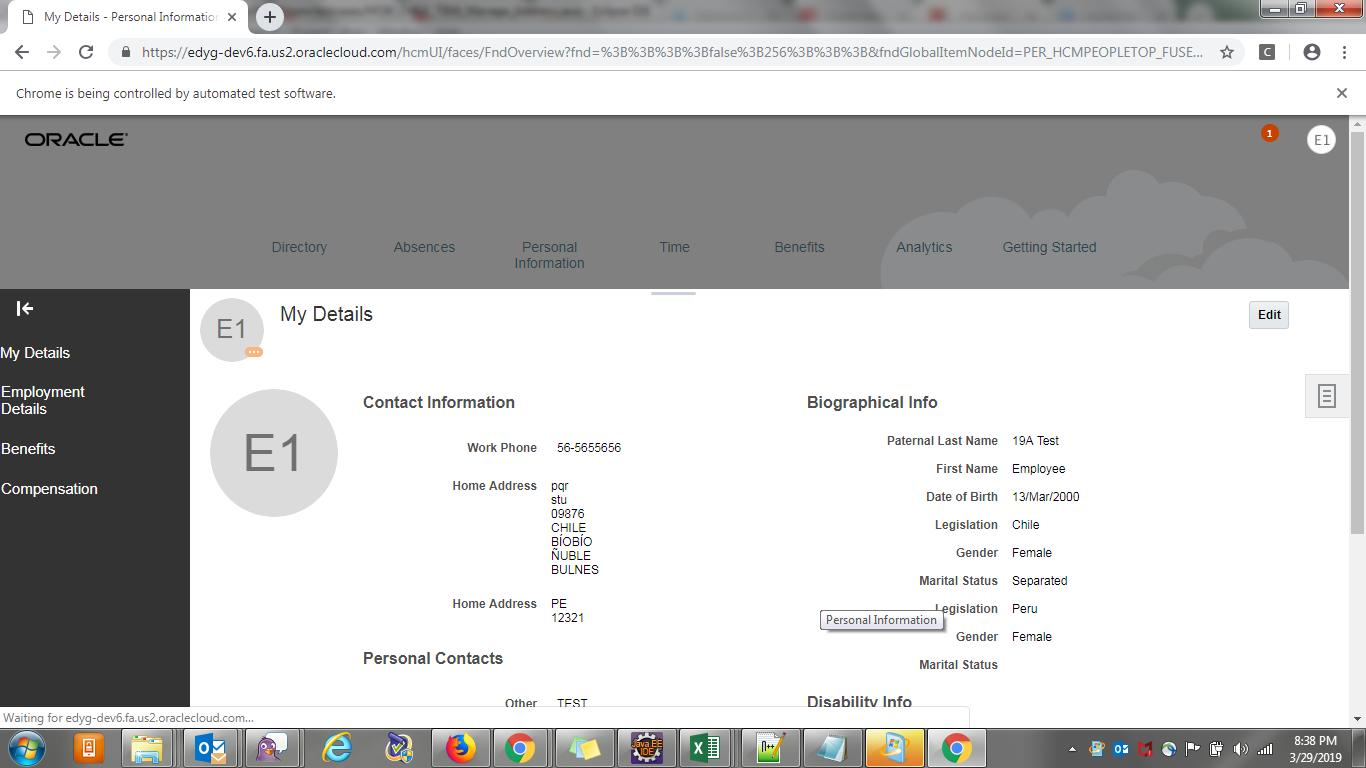 My Details - Personal Information
https://edyg-dev6.fa.us2.oraclecloud.com/hcmUI/faces/FndOverview?fnd=%3B%3B%3B%3Bfalse%3B256%3B%3B%3B&fndGlobalItemNodeId=PER_HCMPEOPLETOP_FUSE...
C
Chrome is being controlled by automated test software.
ORACLE
1
E1
Directory
Absences
Personal
Information
Time
Benefits
Analytics
Getting Started
E1
My Details
Edit
My Details
Employment
Details
Benefits
Compensation
E1
Contact Information
Work Phone 56-5655656
Home Address pqr
stu
09876
CHILE
BÍOBÍO
ÑUBLE
BULNES
Home Address PE
12321
Personal Contacts
Other TEST
Biographical Info
Paternal Last Name 19A Test
First Name Employee
Date of Birth 13/Mar/2000
Legislation Chile
Gender Female
Marital Status Separated
Legislation Peru
Personal Information
Gender Female
Marital Status
Disability Info
Waiting for edyg-dev6.fa.us2.oraclecloud.com...
Java EE
IDE
8:38 PM
3/29/2019